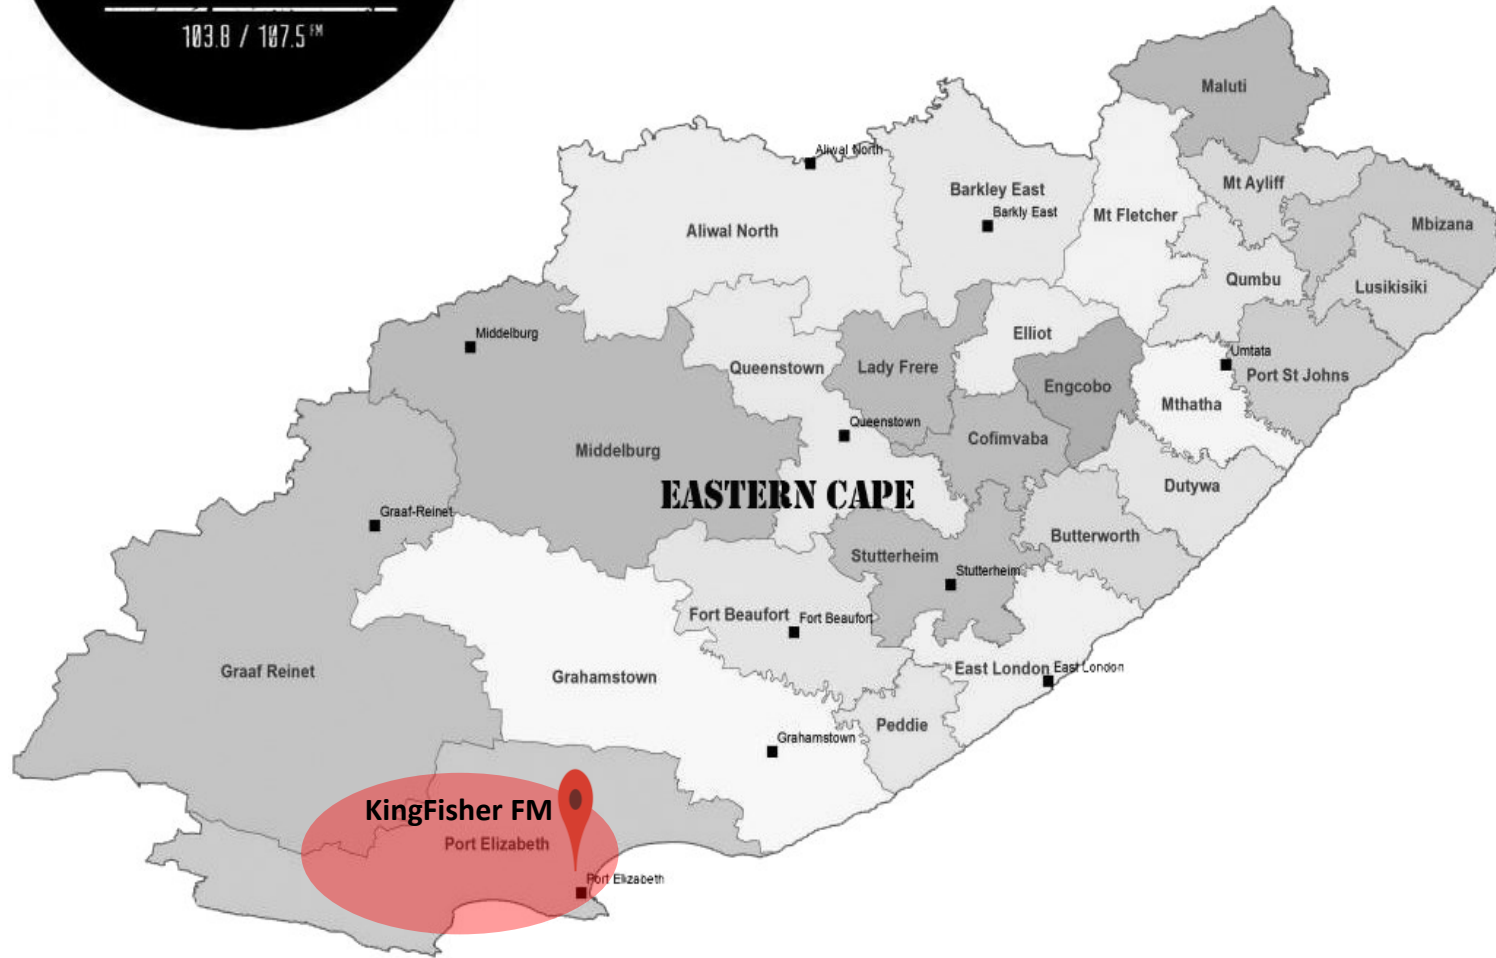 103.8 / 107.5 FM
Maluti
Aliwal North
Mt Ayliff
Barkley East
Barkly East
Mt Fletcher
Mbizana
Aliwal North
Qumbu
Lusikisiki
Middelburg
Elliot
Umtata
Queenstown
Lady Frere
Port St Johns
Engcobo
Mthatha
Queenstown
Cofimvaba
Middelburg
EASTERN CAPE
Dutywa
Graaf-Reinet
Butterworth
Stutterheim
Stutterheim
Fort Beaufort
Fort Beaufort
East London
East London
Graaf Reinet
Grahamstown
Peddie
Grahamstown
KingFisher FM
Port Elizabeth
Port Elizabeth